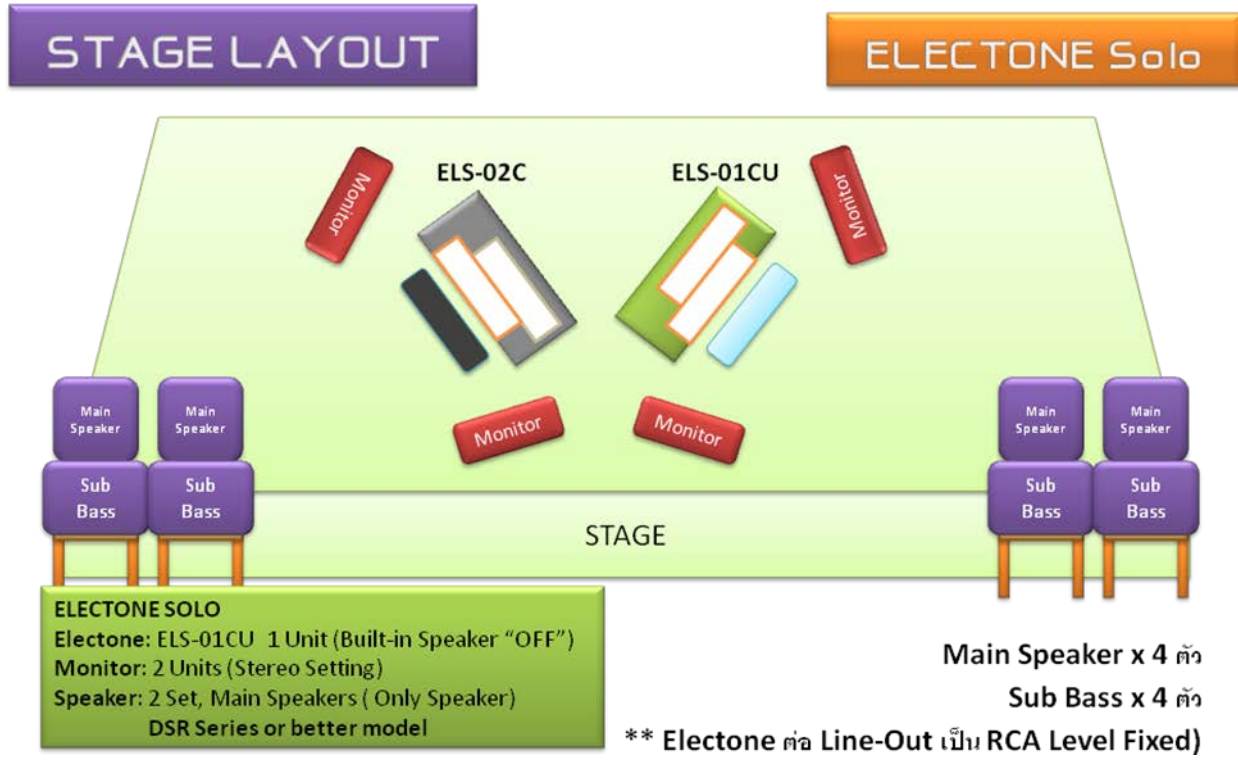 STAGE LAYOUT
ELECTONE Solo
ELS-02C
ELS-01CU
Monitor
Monitor
Monitor
Monitor
Main Speaker
Main Speaker
Main Speaker
Main Speaker
Sub Bass
Sub Bass
Sub Bass
Sub Bass
STAGE
ELECTONE SOLO
Electone: ELS-01CU 1 Unit (Built-in Speaker “OFF”)
Monitor: 2 Units (Stereo Setting)
Speaker: 2 Set, Main Speakers ( Only Speaker)
DSR Series or better model
Main Speaker x 4 ตัว
Sub Bass x 4 ตัว
** Electone ต่อ Line-Out เป็น RCA Level Fixed)